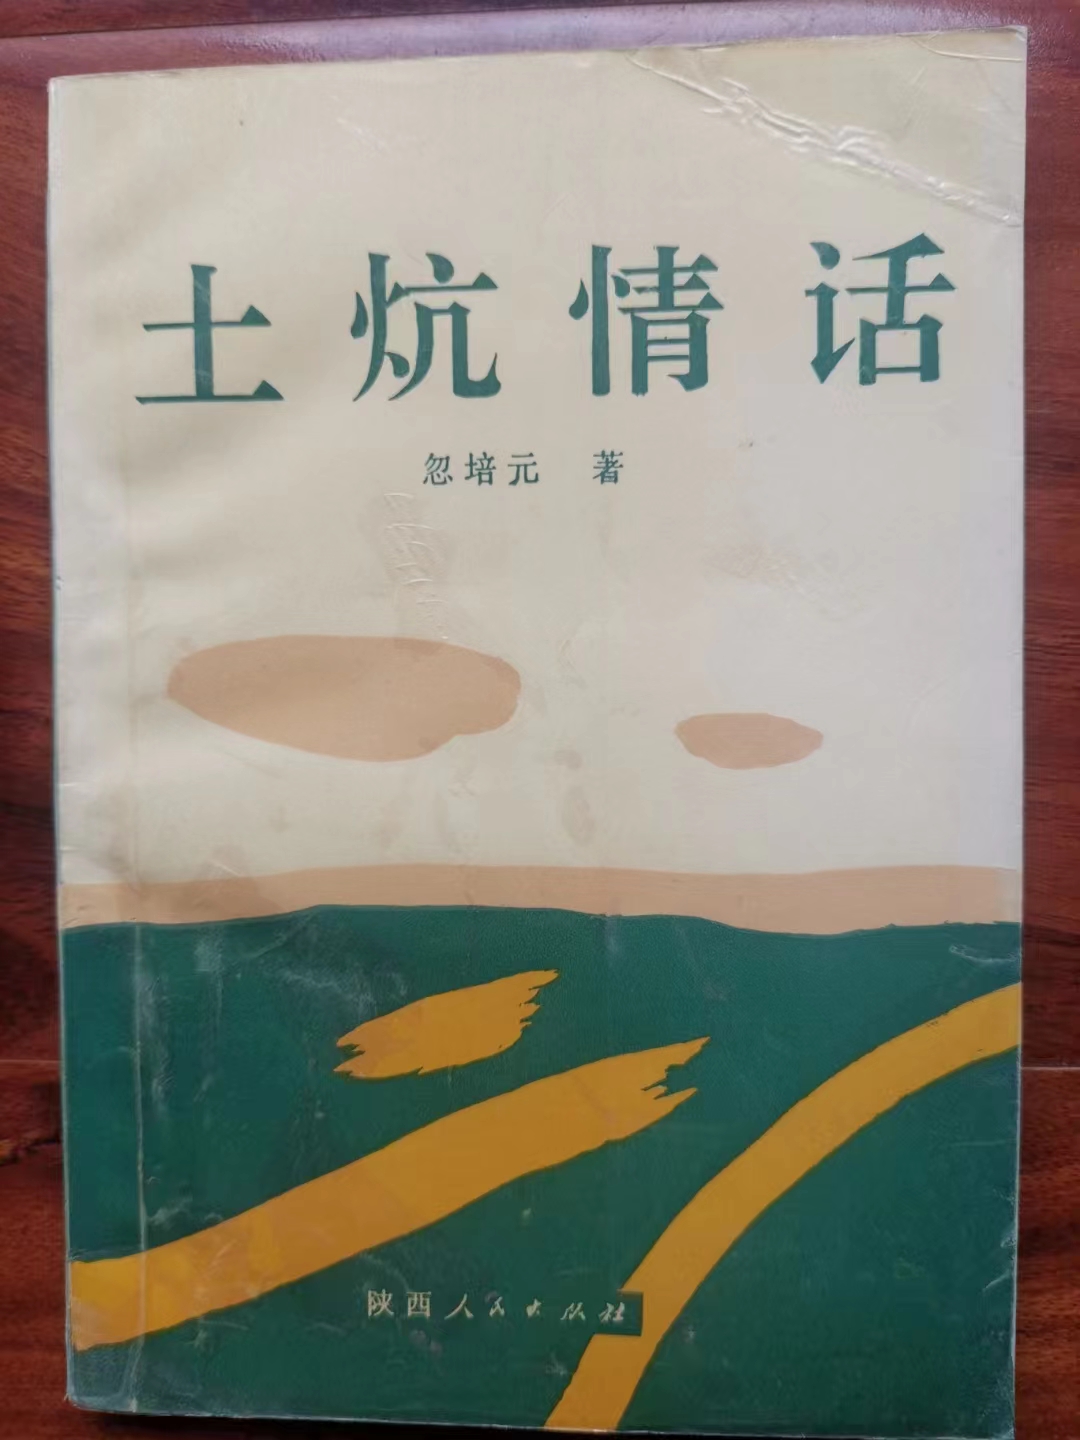 土炕情话
忽培元 著
陕西人民出版社